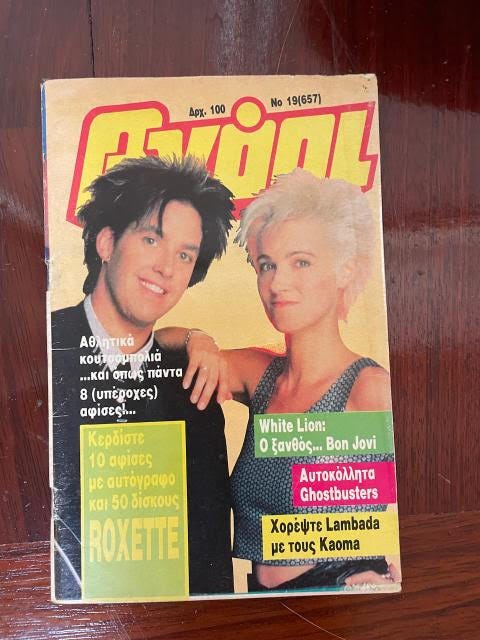 Δρχ. 100
Νο 19(657)
Αγόρι
Αθλητικά
κουτσομπολιά
...και όπως πάντα
8 (υπέροχες)
αφίσες!...
Κερδίστε
10 αφίσες
με αυτόγραφο
και 50 δίσκους
ROXETTE
White Lion:
Ο ξανθός... Bon Jovi
Αυτοκόλλητα
Ghostbusters
Χορέψτε Lambada
με τους Kaoma